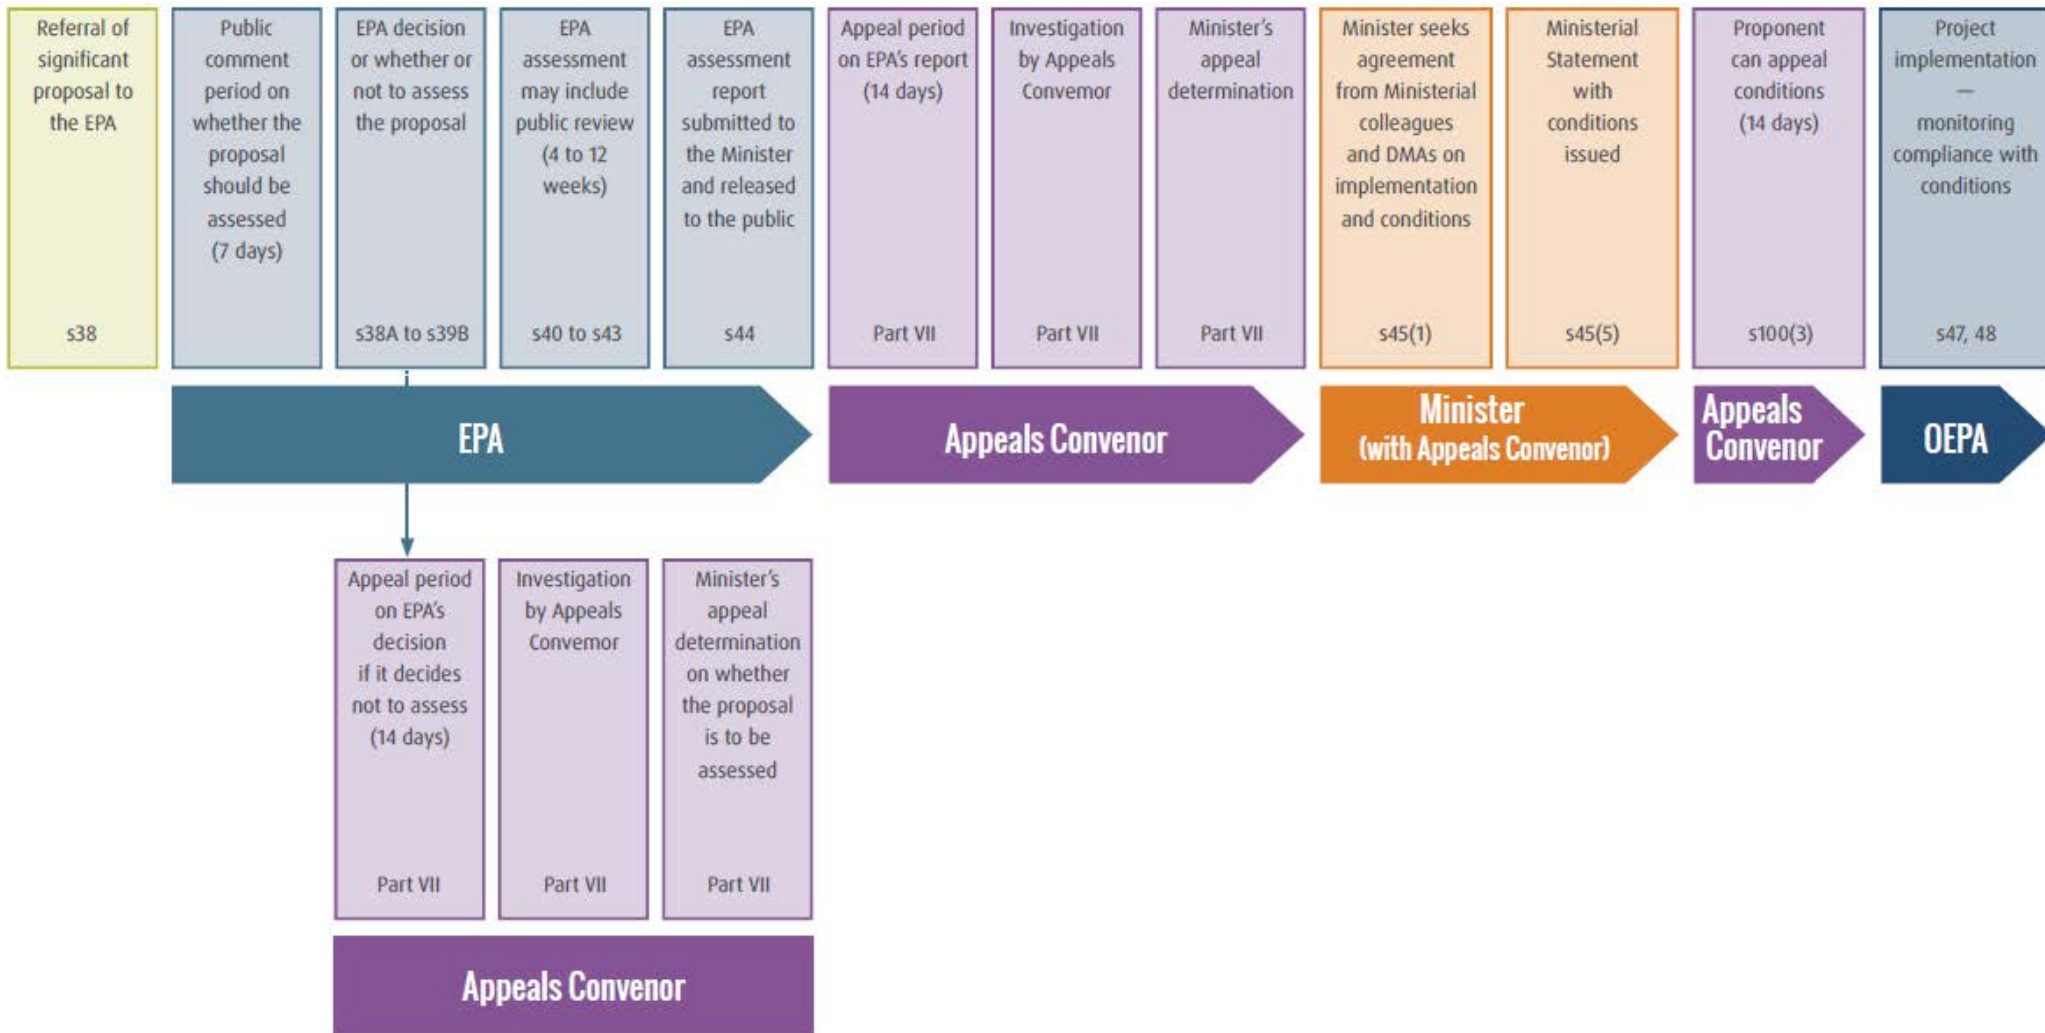 Referral of
significant
proposal to
the EPA
s38
Public
comment
period on
whether the
proposal
should be
assessed
(7 days)
EPA decision
or whether or
not to assess
the proposal
s38A to s39B
EPA
assessment
may include
public review
(4 to 12
weeks)
s40 to s43
EPA
assessment
report
submitted to
the Minister
and released
to the public
s44
Appeal period
on EPA's report
(14 days)
Part VII
Investigation
by Appeals
Convemor
Part VII
Minister's
appeal
determination
Part VII
Minister seeks
agreement
from Ministerial
colleagues
and DMAs on
implementation
and conditions
s45(1)
Ministerial
Statement
with
conditions
issued
s45(5)
Proponent
can appeal
conditions
(14 days)
s100(3)
Project
implementation
—
monitoring
compliance with
conditions
s47, 48
EPA
Appeals Convenor
Minister
(with Appeals Convenor)
Appeals
Convenor
OEPA
Appeal period
on EPA's
decision
if it decides
not to assess
(14 days)
Part VII
Investigation
by Appeals
Convemor
Part VII
Minister's
appeal
determination
on whether
the proposal
is to be
assessed
Part VII
Appeals Convenor